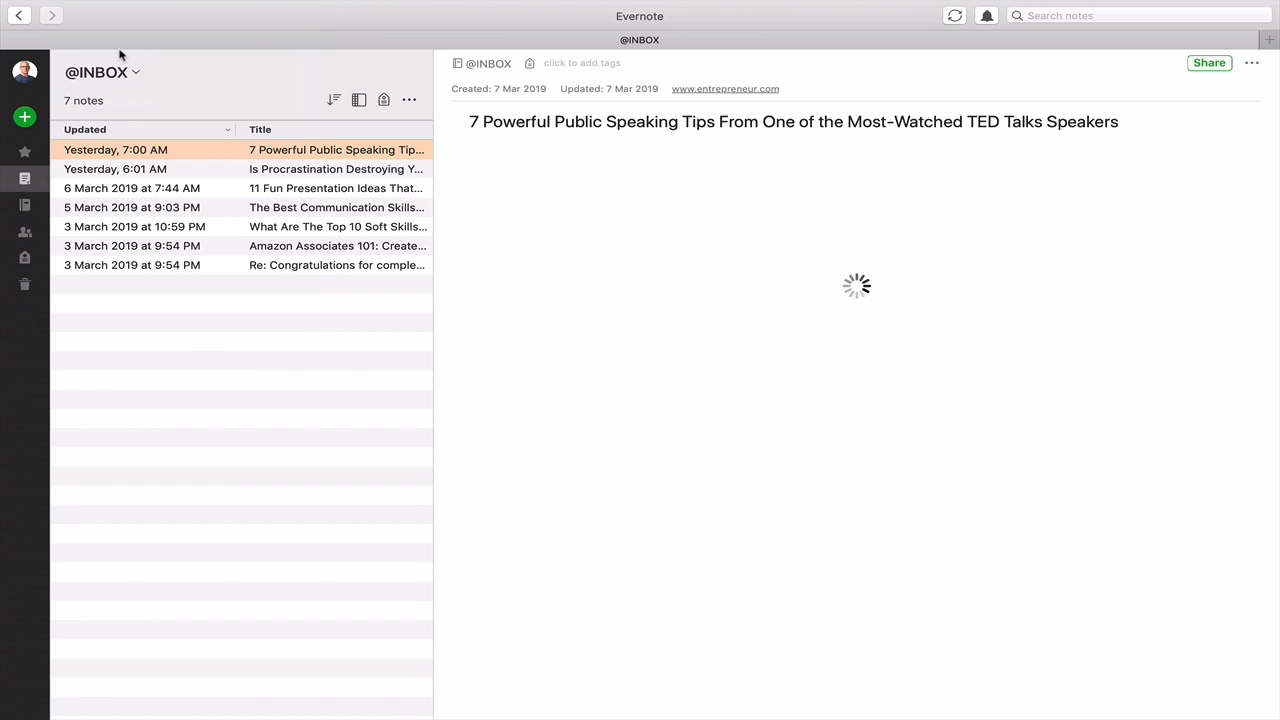 Evernote
Search notes
@INBOX
@INBOX
7 notes
Updated Title
Yesterday, 7:00 AM 7 Powerful Public Speaking Tip...
Yesterday, 6:01 AM Is Procrastination Destroying Y...
6 March 2019 at 7:44 AM 11 Fun Presentation Ideas That...
5 March 2019 at 9:03 PM The Best Communication Skills...
3 March 2019 at 10:59 PM What Are The Top 10 Soft Skills...
3 March 2019 at 9:54 PM Amazon Associates 101: Create...
3 March 2019 at 9:54 PM Re: Congratulations for comple...
@INBOX click to add tags Share
Created: 7 Mar 2019 Updated: 7 Mar 2019 www.entrepreneur.com
7 Powerful Public Speaking Tips From One of the Most-Watched TED Talks Speakers